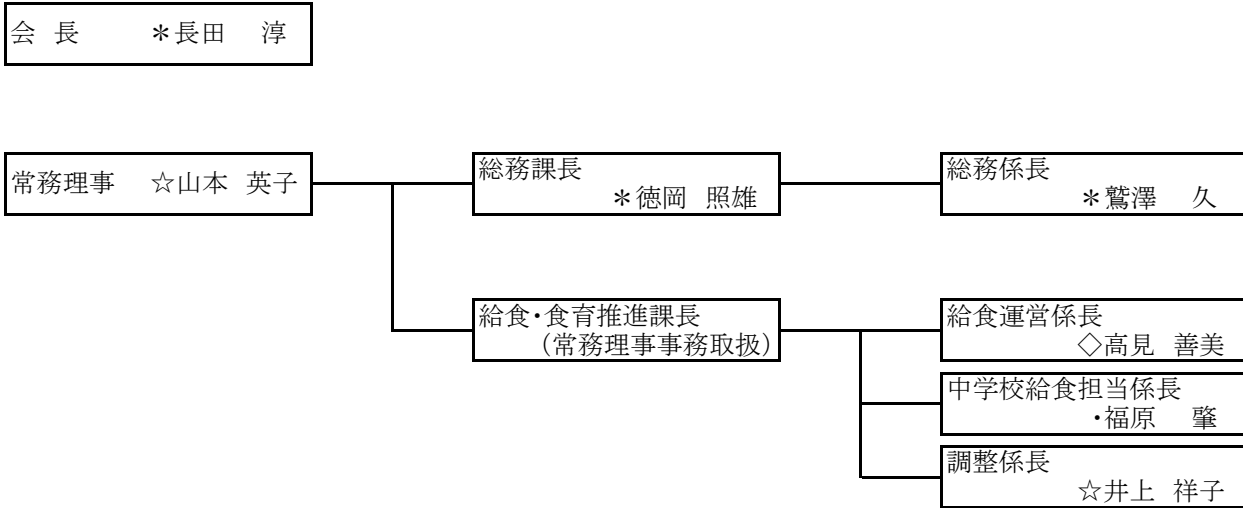 会 長 ＊長田 淳
常務理事 ☆山本 英子
総務課長
＊徳岡 照雄
総務係長
＊鷲澤 久
給食・食育推進課長
（常務理事事務取扱）
給食運営係長
◇高見 善美
中学校給食担当係長
・福原 肇
調整係長
☆井上 祥子